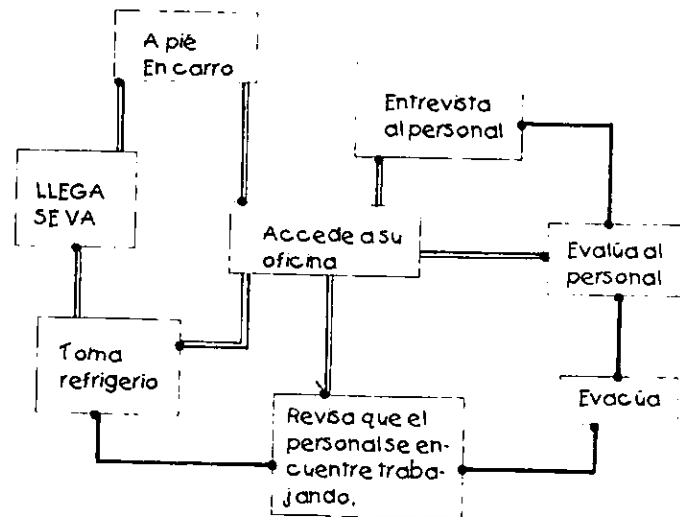 A pié
En carro
Entrevista
al personal
LLEGA
SE VA
Accede a su
oficina
Evalúa al
personal
Toma
refrigerio
Evacúa
Revisa que el
personal se en-
cuentre traba-
jando.